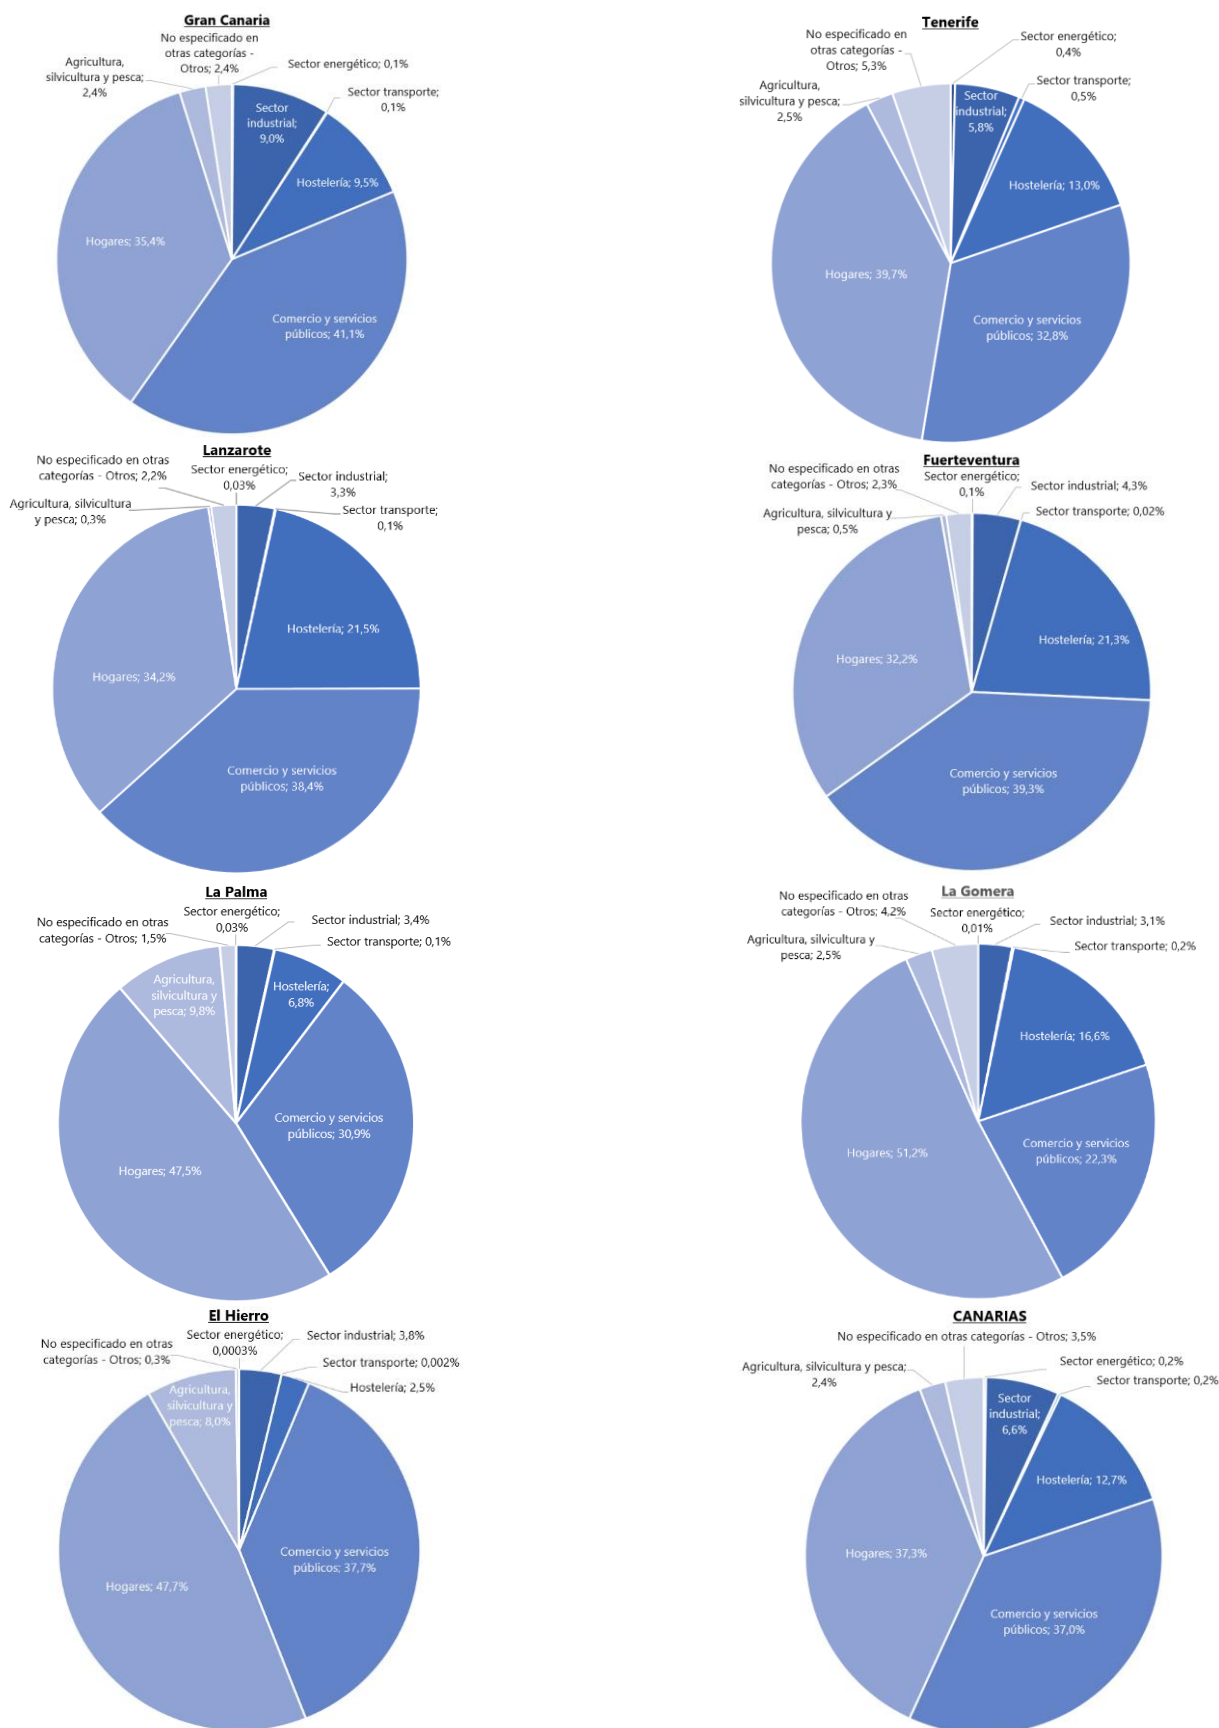 Gran Canaria
No especificado en
otras categorías -
Otros; 2,4%
Sector energético; 0,1%
Agricultura,
silvicultura y pesca;
2,4%
Sector transporte;
0,1%
Sector
industrial;
9,0%
Hostelería; 9,5%
Hogares; 35,4%
Comercio y servicios
públicos; 41,1%
Tenerife
No especificado en
otras categorías -
Otros; 5,3%
Sector energético;
0,4%
Agricultura,
silvicultura y pesca;
2,5%
Sector transporte;
0,5%
Sector
industrial;
5,8%
Hostelería; 13,0%
Hogares; 39,7%
Comercio y servicios
públicos; 32,8%
Lanzarote
No especificado en otras
categorías - Otros; 2,2%
Sector energético;
0,03%
Sector industrial;
3,3%
Agricultura, silvicultura
y pesca; 0,3%
Sector transporte;
0,1%
Hostelería; 21,5%
Hogares; 34,2%
Comercio y servicios
públicos; 38,4%
Fuerteventura
No especificado en otras
categorías - Otros; 2,3%
Sector energético;
0,1%
Sector industrial; 4,3%
Agricultura, silvicultura y
pesca; 0,5%
Sector transporte; 0,02%
Hostelería; 21,3%
Hogares; 32,2%
Comercio y servicios
públicos; 39,3%
La Palma
No especificado en otras
categorías - Otros; 1,5%
Sector energético;
0,03%
Sector industrial; 3,4%
Sector transporte; 0,1%
Agricultura,
silvicultura y
pesca; 9,8%
Hostelería;
6,8%
Comercio y servicios
públicos; 30,9%
Hogares; 47,5%
La Gomera
No especificado en otras
categorías - Otros; 4,2%
Sector energético;
0,01%
Sector industrial; 3,1%
Agricultura, silvicultura y
pesca; 2,5%
Sector transporte; 0,2%
Hostelería; 16,6%
Hogares; 51,2%
Comercio y servicios
públicos; 22,3%
El Hierro
No especificado en otras
categorías - Otros; 0,3%
Sector energético;
0,0003%
Sector industrial; 3,8%
Sector transporte; 0,002%
Hostelería; 2,5%
Agricultura,
silvicultura y
pesca; 8,0%
Comercio y servicios
públicos; 37,7%
Hogares; 47,7%
CANARIAS
No especificado en otras categorías - Otros; 3,5%
Agricultura, silvicultura y pesca;
2,4%
Sector energético; 0,2%
Sector transporte; 0,2%
Sector
industrial;
6,6%
Hostelería; 12,7%
Hogares; 37,3%
Comercio y servicios
públicos; 37,0%